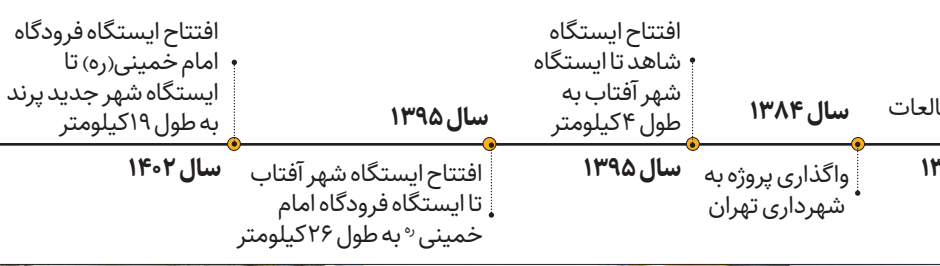 سال ۱۳۸۴
واگذاری پروژه به
شهرداری تهران
افتتاح ایستگاه
شاهد تا ایستگاه
شهر آفتاب به
طول ۴کیلومتر
سال ۱۳۹۵
سال ۱۳۹۵
افتتاح ایستگاه شهر آفتاب
تا ایستگاه فرودگاه امام
خمینی ره به طول ۲۶کیلومتر
افتتاح ایستگاه فرودگاه
امام خمینی(ره) تا
ایستگاه شهر جدید پرند
به طول ۱۹کیلومتر
سال ۱۴۰۲